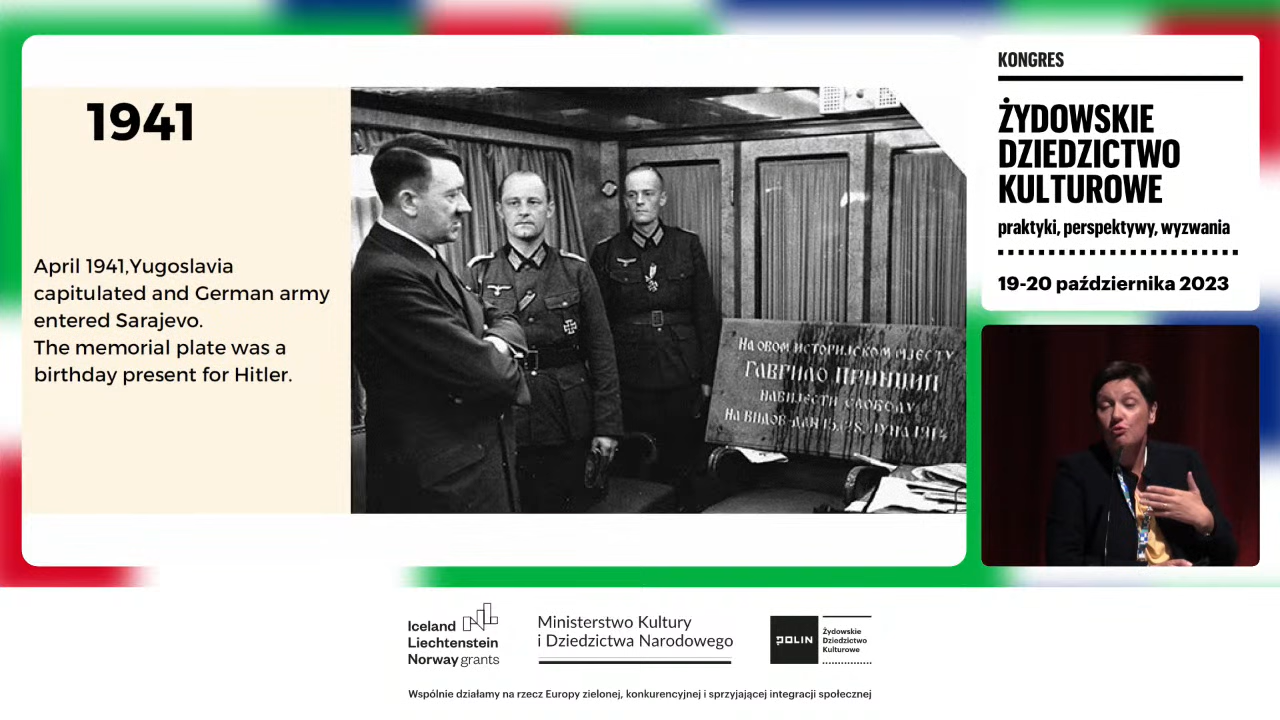 1941
April 1941,Yugoslavia
capitulated and German army
entered Sarajevo.
The memorial plate was a
birthday present for Hitler.
НА ОВОМ ИСТОРИЈСКОМ МЈЕСТУ
ГАВРИЛО ПРИНЦИП
НАВИЈЕСТИ СЛОБОДУ
НА ВИДОВ-ДАН 15. 28. ЈУНА 1914
KONGRES
ŻYDOWSKIE
DZIEDZICTWO
KULTUROWE
praktyki, perspektywy, wyzwania
19-20 października 2023
Iceland
Liechtenstein
Norway grants
Ministerstwo Kultury
i Dziedzictwa Narodowego
POLIN
Żydowskie
Dziedzictwo
Kulturowe
Wspólnie działamy na rzecz Europy zielonej, konkurencyjnej i sprzyjającej integracji społecznej